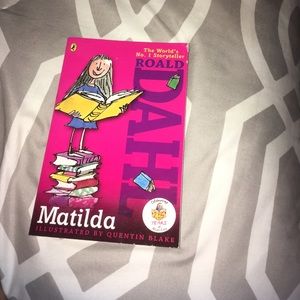 The World's
No. 1 Storyteller
ROALD
DAHL
Matilda
ILLUSTRATED BY QUENTIN BLAKE